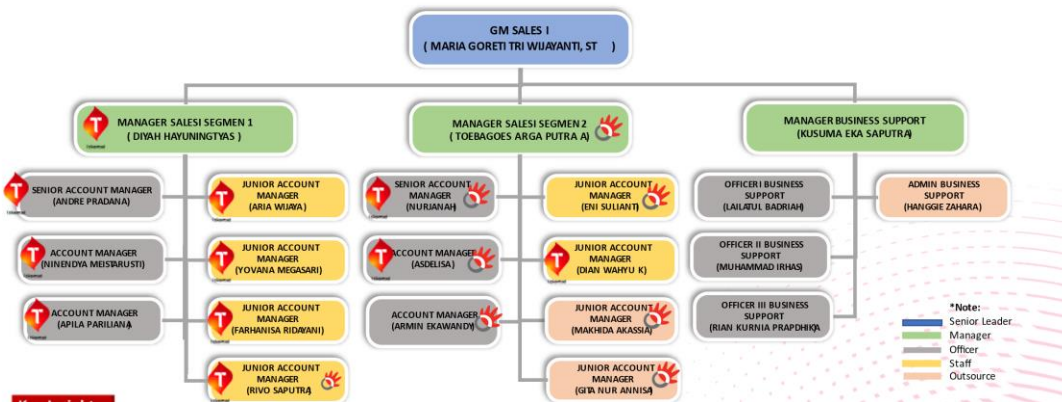 GM SALES I
( MARIA GORETI TRI WIJAYANTI, ST )
MANAGER SALESI SEGMEN 1
( DIYAH HAYUNINGTYAS )
MANAGER SALESI SEGMEN 2
( TOEBAGOES ARGA PUTRA A)
MANAGER BUSINESS SUPPORT
(KUSUMA EKA SAPUTRA)
SENIOR ACCOUNT MANAGER
(ANDRE PRADANA)
JUNIOR ACCOUNT
MANAGER
(ARIA WIJAYA)
SENIOR ACCOUNT
MANAGER
(NURJANAH)
JUNIOR ACCOUNT
MANAGER
(ENI SULIANTI)
OFFICER I BUSINESS
SUPPORT
(LAILATUL BADRIAH)
ADMIN BUSINESS
SUPPORT
(HANGGIE ZAHARA)
ACCOUNT MANAGER
(NINENDYA MEISTARUSTI)
JUNIOR ACCOUNT
MANAGER
(YOVANA MEGASARI)
ACCOUNT MANAGER
(ASDELISA)
JUNIOR ACCOUNT
MANAGER
(DIAN WAHYU K)
OFFICER II BUSINESS
SUPPORT
(MUHAMMAD IRHAS)
ACCOUNT MANAGER
(APILA PARILIANA)
JUNIOR ACCOUNT
MANAGER
(FARHANISA RIDAYANI)
ACCOUNT MANAGER
(ARMIN EKAWANDY)
JUNIOR ACCOUNT
MANAGER
(MAKHIDA AKASSIA)
OFFICER III BUSINESS
SUPPORT
(RIAN KURNIA PRAPDHIKA)
JUNIOR ACCOUNT
MANAGER
(RIVO SAPUTRA)
JUNIOR ACCOUNT
MANAGER
(GITA NUR ANNISA)
*Note:
Senior Leader
Manager
Officer
Staff
Outsource